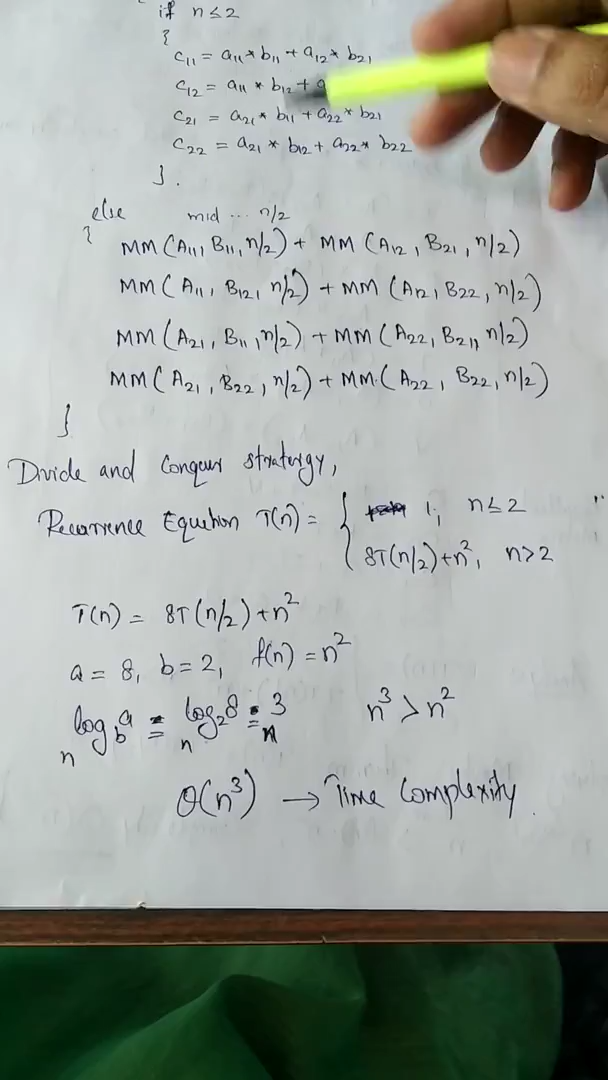 if n ≤ 2
{
C11 = a11 * b11 + a12 * b21
C12 = a11 * b12 + a
C21 = a21 * b11 + a22 * b21
C22 = a21 * b12 + a22 * b22
}.
else mid ... n/2
{
MM (A11, B11, n/2) + MM (A12, B21, n/2)
MM ( A11, B12, n/2) + MM (A12, B22, n/2)
MM (A21, B11, n/2) + MM (A22, B21, n/2)
MM ( A21, B22, n/2) + MM (A22, B22, n/2)
}
Divide and Conquer stratergy,
Recurrence Equation T(n) = { 1; n ≤ 2
8T(n/2)+n², n > 2
T(n) = 8T(n/2) + n²
a = 8, b = 2, f(n) = n²
n^log_b a = n^log_2 8 = n^3 n³ > n²
Θ(n³) → Time Complexity.